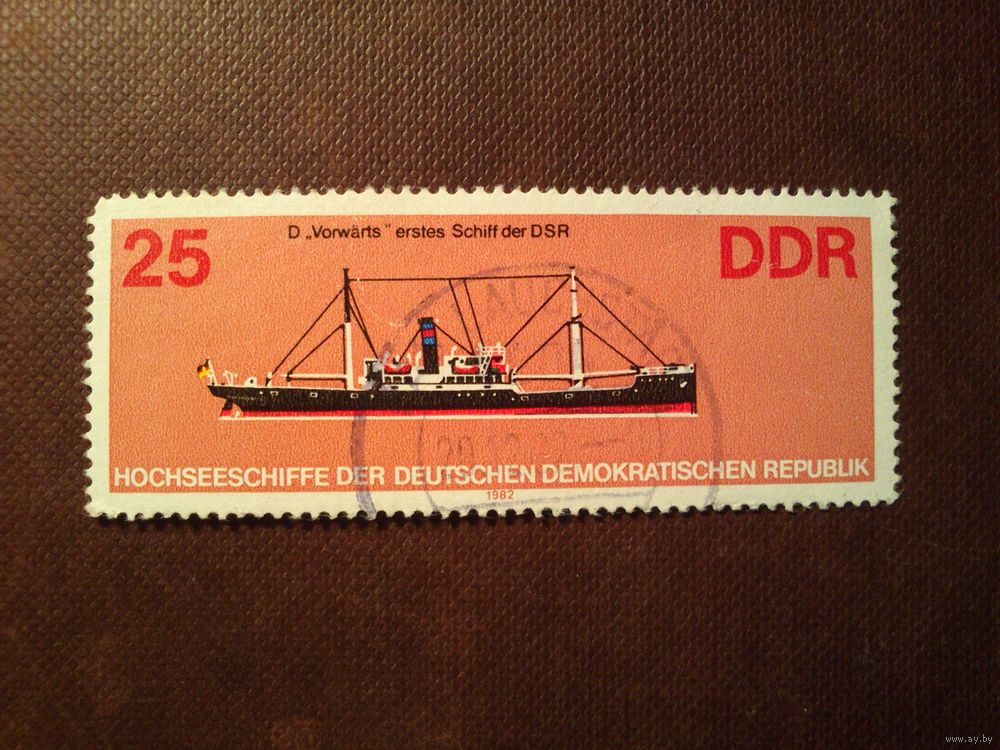 25
D „Vorwärts" erstes Schiff der DSR
DDR
HOCHSEESCHIFFE DER DEUTSCHEN DEMOKRATISCHEN REPUBLIK
1982
www.ay.by